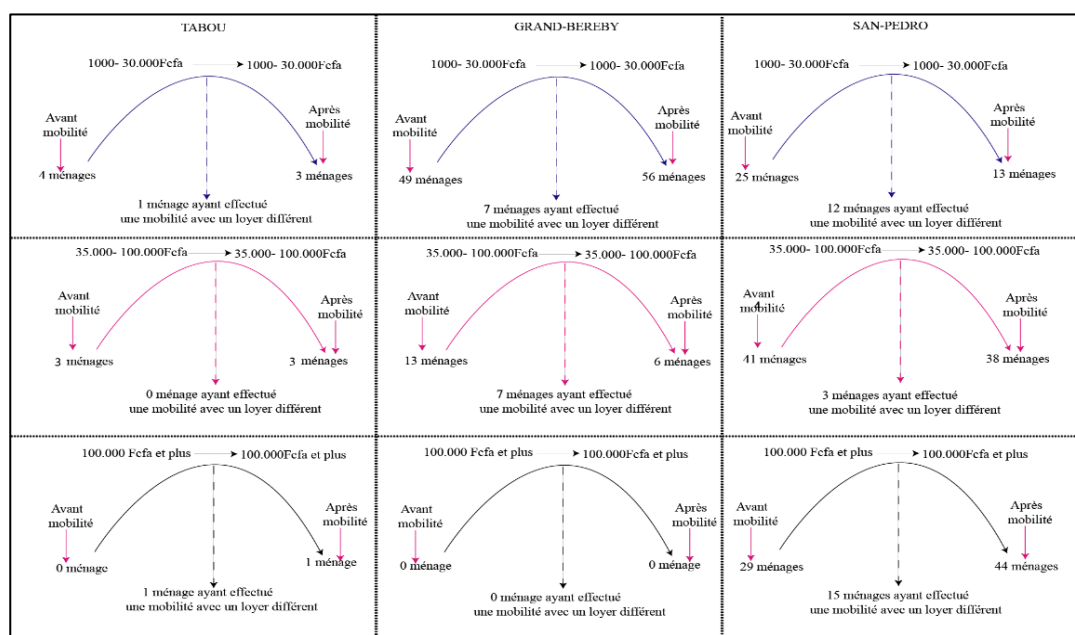 TABOU
1000- 30.000Fcfa 1000- 30.000Fcfa
Avant
mobilité
Après
mobilité
4 ménages
3 ménages
1 ménage ayant effectué
une mobilité avec un loyer différent
GRAND-BEREBY
1000- 30.000Fcfa 1000- 30.000Fcfa
Avant
mobilité
Après
mobilité
49 ménages
56 ménages
7 ménages ayant effectué
une mobilité avec un loyer différent
SAN-PEDRO
1000- 30.000Fcfa 1000- 30.000Fcfa
Avant
mobilité
Après
mobilité
25 ménages
13 ménages
12 ménages ayant effectué
une mobilité avec un loyer différent
35.000- 100.000Fcfa 35.000- 100.000Fcfa
Avant
mobilité
Après
mobilité
3 ménages
3 ménages
0 ménage ayant effectué
une mobilité avec un loyer différent
35.000- 100.000Fcfa 35.000- 100.000Fcfa
Avant
mobilité
Après
mobilité
13 ménages
6 ménages
7 ménages ayant effectué
une mobilité avec un loyer différent
35.000- 100.000Fcfa 35.000- 100.000Fcfa
Avant
4
mobilité
Après
mobilité
41 ménages
38 ménages
3 ménages ayant effectué
une mobilité avec un loyer différent
100.000 Fcfa et plus 100.000Fcfa et plus
Avant
mobilité
Après
mobilité
0 ménage
1 ménage
1 ménage ayant effectué
une mobilité avec un loyer différent
100.000 Fcfa et plus 100.000Fcfa et plus
Avant
mobilité
Après
mobilité
0 ménage
0 ménage
0 ménage ayant effectué
une mobilité avec un loyer différent
100.000 Fcfa et plus 100.000Fcfa et plus
Avant
mobilité
Après
mobilité
29 ménages
44 ménages
15 ménages ayant effectué
une mobilité avec un loyer différent